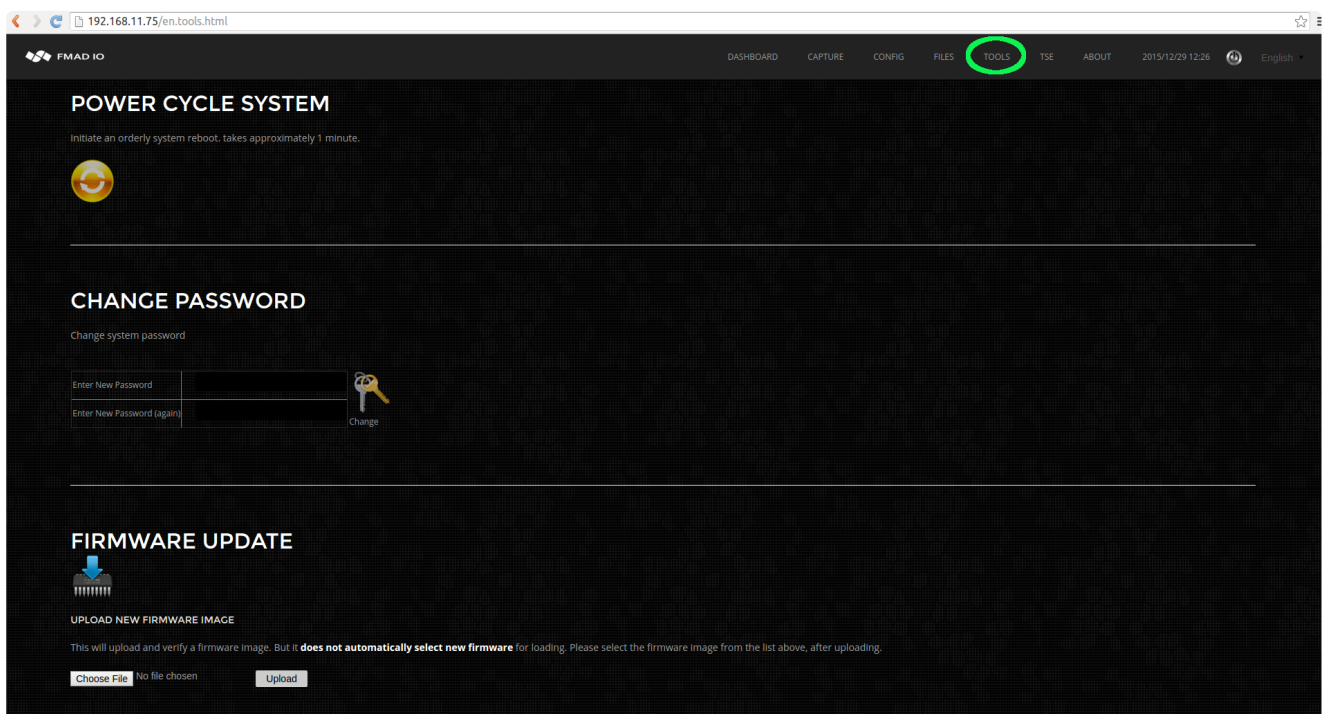 192.168.11.75/en.tools.html
FMAD IO DASHBOARD CAPTURE CONFIG FILES TOOLS TSE ABOUT 2015/12/29 12:26 English
POWER CYCLE SYSTEM
Initiate an orderly system reboot. takes approximately 1 minute.
CHANGE PASSWORD
Change system password
Enter New Password
Enter New Password (again)
Change
FIRMWARE UPDATE
UPLOAD NEW FIRMWARE IMAGE
This will upload and verify a firmware image. But it does not automatically select new firmware for loading. Please select the firmware image from the list above, after uploading.
Choose File No file chosen Upload